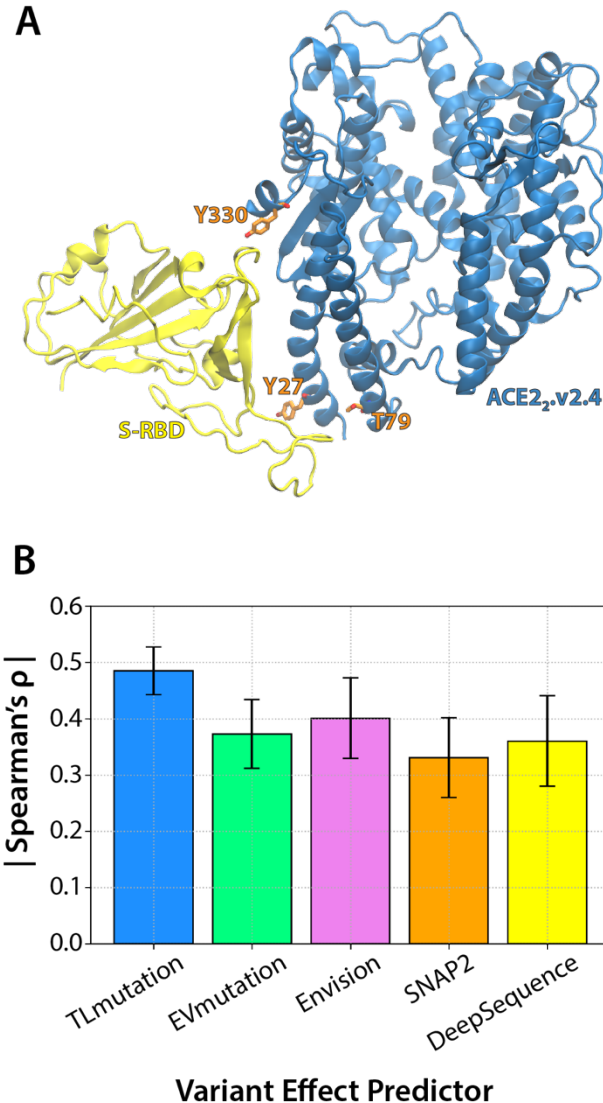 A
Y330
Y27
T79
S-RBD
ACE2₂.v2.4
B
0.6
0.5
0.4
0.3
0.2
0.1
0.0
| Spearman's ρ |
TLmutation
EVmutation
Envision
SNAP2
DeepSequence
Variant Effect Predictor